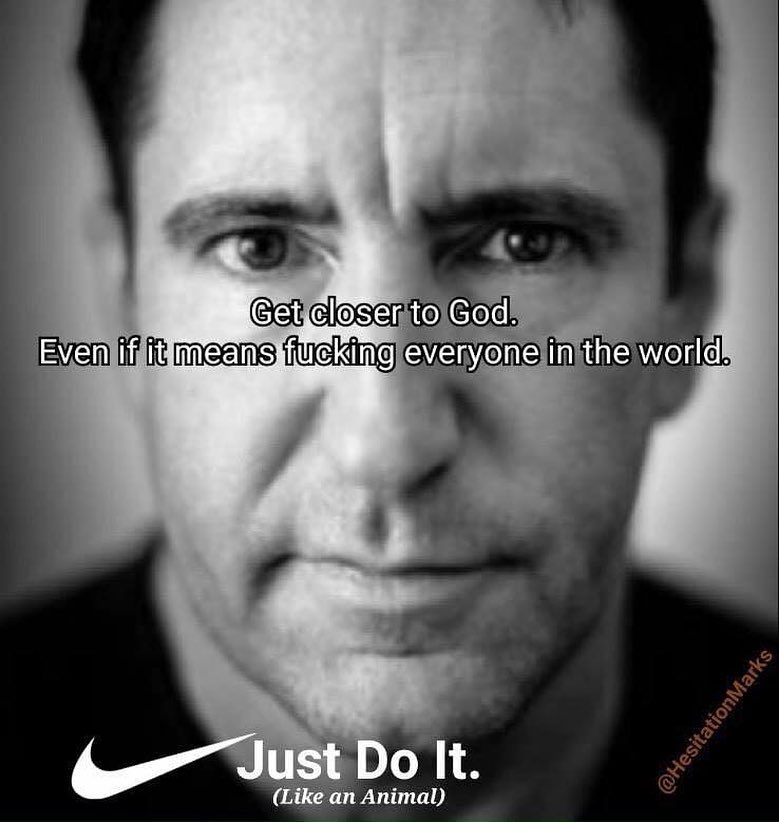 Get closer to God.
Even if it means fucking everyone in the world.
@HesitationMarks
Just Do It.
(Like an Animal)